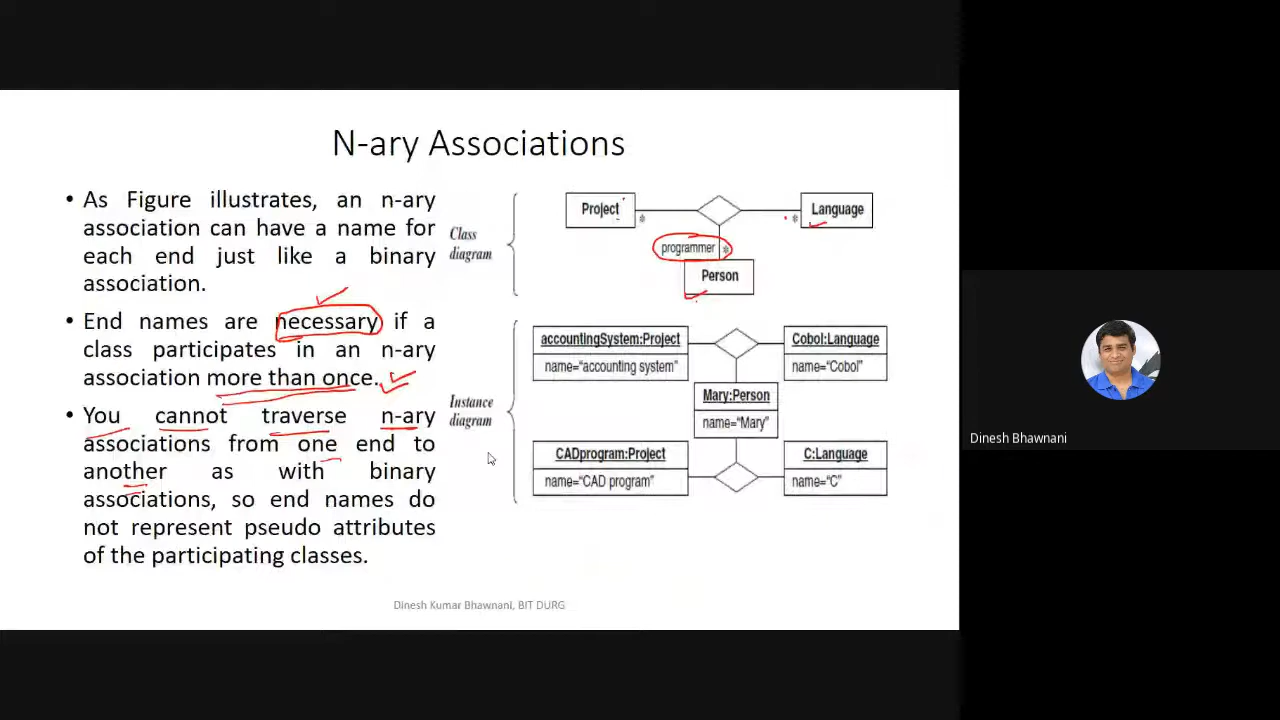 N-ary Associations
• As Figure illustrates, an n-ary
association can have a name for
each end just like a binary
association.
• End names are necessary if a
class participates in an n-ary
association more than once.
• You cannot traverse n-ary
associations from one end to
another as with binary
associations, so end names do
not represent pseudo attributes
of the participating classes.
Class
diagram
Project
*
*
Language
programmer
*
Person
Instance
diagram
accountingSystem:Project
name="accounting system"
Cobol:Language
name="Cobol"
Mary:Person
name="Mary"
CADprogram:Project
name="CAD program"
C:Language
name="C"
Dinesh Kumar Bhawnani, BIT DURG
Dinesh Bhawnani